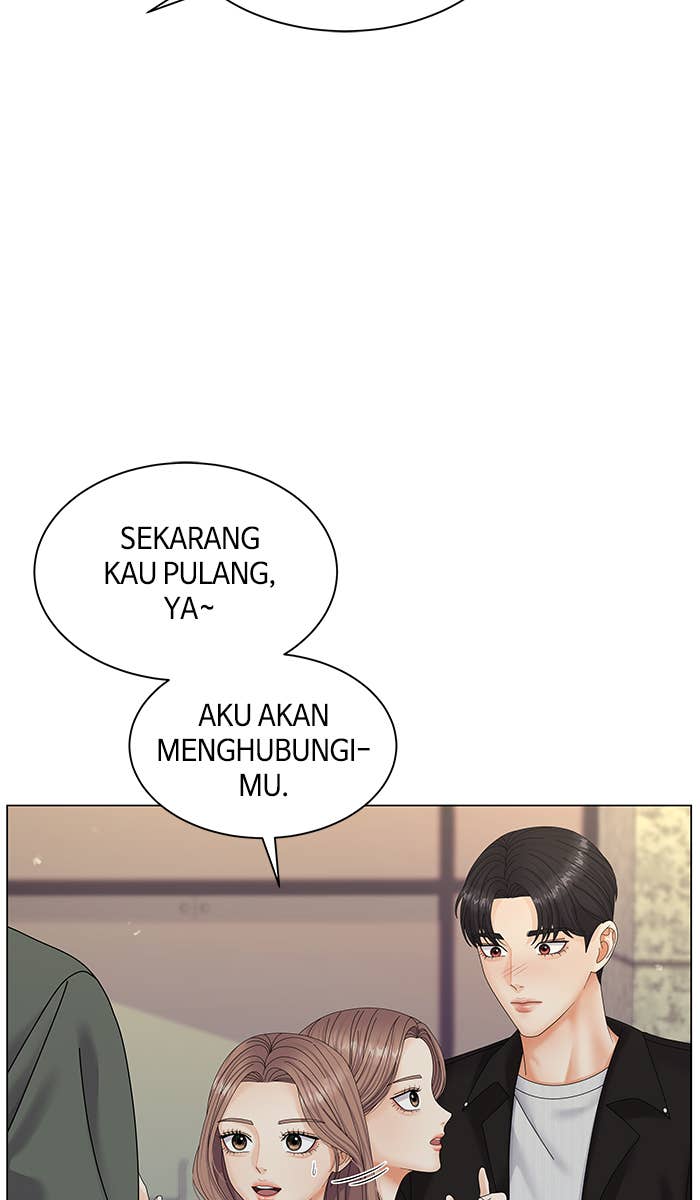 SEKARANG
KAU PULANG,
YA~
AKU AKAN
MENGHUBUNGI-
MU.